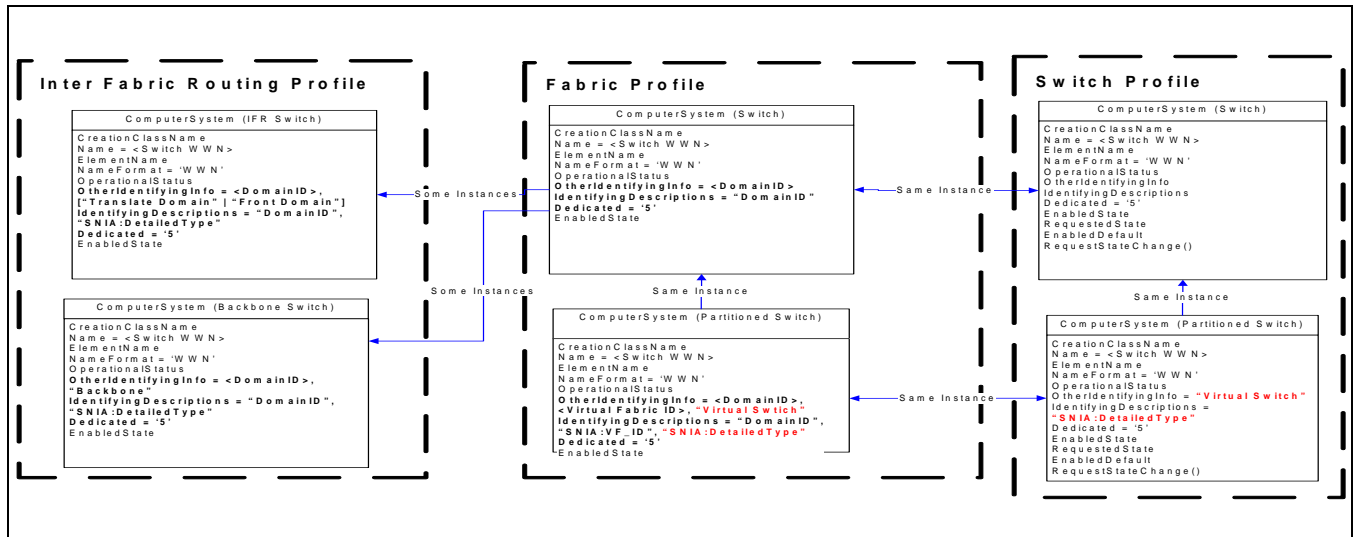 Inter Fabric Routing Profile
ComputerSystem (IFR Switch)
CreationClassName
Name = <Switch WWN>
ElementName
NameFormat = ‘WWN’
OperationalStatus
OtherIdentifyingInfo = <DomainID>,
[“Translate Domain” | “Front Domain”]
IdentifyingDescriptions = “DomainID”,
“SNIA:DetailedType”
Dedicated = ‘5’
EnabledState
ComputerSystem (Backbone Switch)
CreationClassName
Name = <Switch WWN>
ElementName
NameFormat = ‘WWN’
OperationalStatus
OtherIdentifyingInfo = <DomainID>,
“Backbone”
IdentifyingDescriptions = “DomainID”,
“SNIA:DetailedType”
Dedicated = ‘5’
EnabledState
Some Instances
Some Instances
Fabric Profile
ComputerSystem (Switch)
CreationClassName
Name = <Switch WWN>
ElementName
NameFormat = ‘WWN’
OperationalStatus
OtherIdentifyingInfo = <DomainID>
IdentifyingDescriptions = “DomainID”
Dedicated = ‘5’
EnabledState
Same Instance
ComputerSystem (Partitioned Switch)
CreationClassName
Name = <Switch WWN>
ElementName
NameFormat = ‘WWN’
OperationalStatus
OtherIdentifyingInfo = <DomainID>,
<Virtual Fabric ID>, “Virtual Swtich”
IdentifyingDescriptions = “DomainID”,
“SNIA:VF_ID”, “SNIA:DetailedType”
Dedicated = ‘5’
EnabledState
Same Instance
Same Instance
Switch Profile
ComputerSystem (Switch)
CreationClassName
Name = <Switch WWN>
ElementName
NameFormat = ‘WWN’
OperationalStatus
OtherIdentifyingInfo
IdentifyingDescriptions
Dedicated = ‘5’
EnabledState
RequestedState
EnabledDefault
RequestStateChange()
Same Instance
ComputerSystem (Partitioned Switch)
CreationClassName
Name = <Switch WWN>
ElementName
NameFormat = ‘WWN’
OperationalStatus
OtherIdentifyingInfo = “Virtual Switch”
IdentifyingDescriptions =
“SNIA:DetailedType”
Dedicated = ‘5’
EnabledState
RequestedState
EnabledDefault
RequestStateChange()